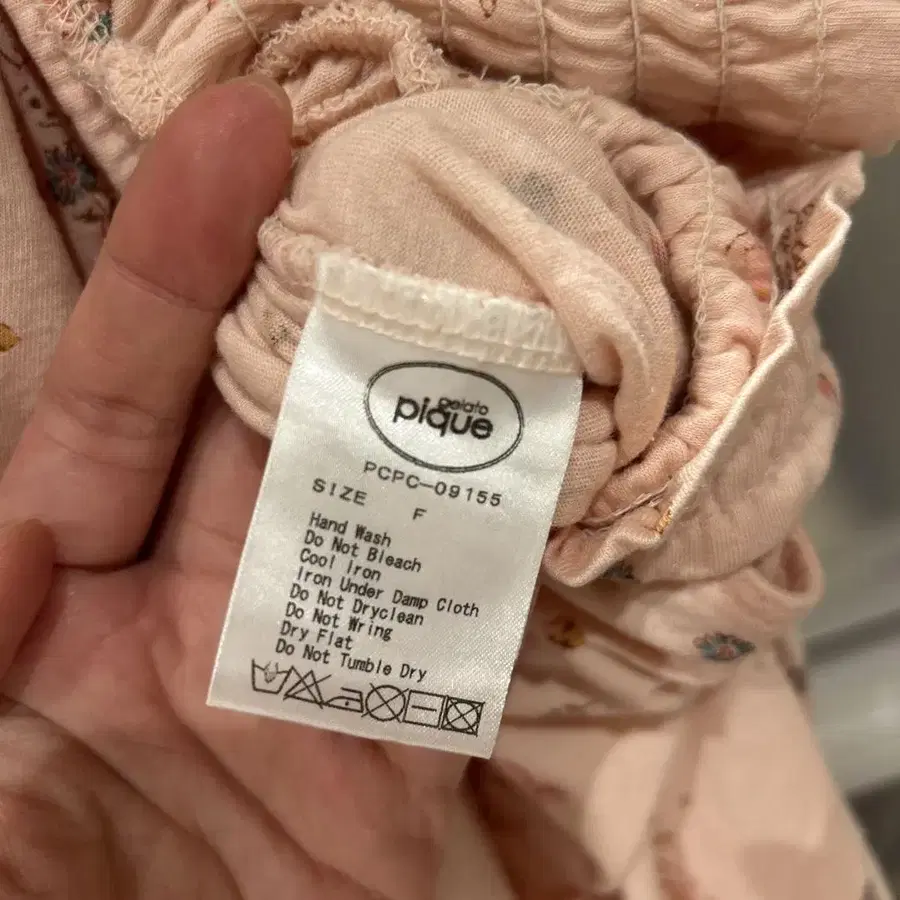 gelato
pique
PCPC-09155
SIZE F
Hand Wash
Do Not Bleach
Cool Iron
Iron Under Damp Cloth
Do Not Dryclean
Do Not Wring
Dry Flat
Do Not Tumble Dry